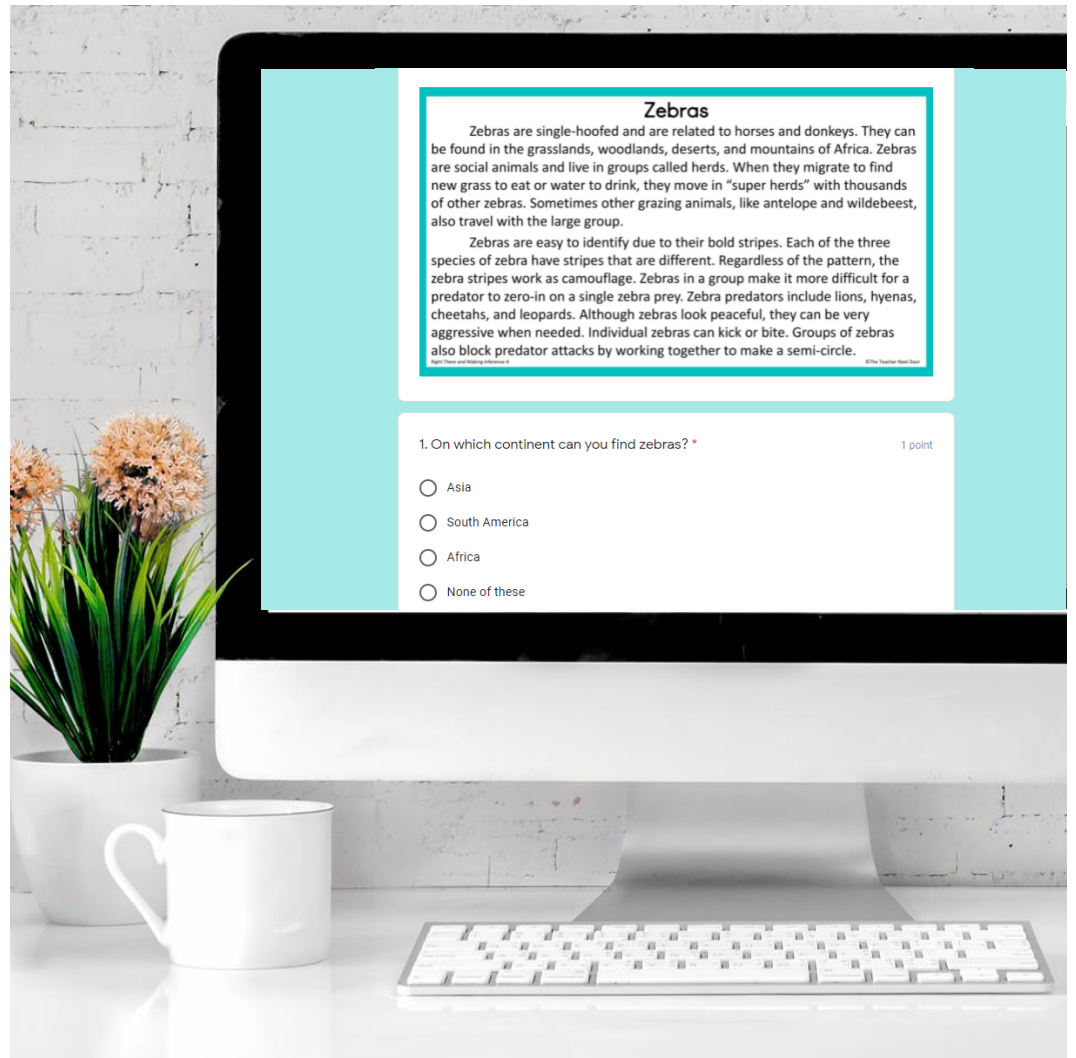 Zebras
Zebras are single-hoofed and are related to horses and donkeys. They can
be found in the grasslands, woodlands, deserts, and mountains of Africa. Zebras
are social animals and live in groups called herds. When they migrate to find
new grass to eat or water to drink, they move in “super herds” with thousands
of other zebras. Sometimes other grazing animals, like antelope and wildebeest,
also travel with the large group.
Zebras are easy to identify due to their bold stripes. Each of the three
species of zebra have stripes that are different. Regardless of the pattern, the
zebra stripes work as camouflage. Zebras in a group make it more difficult for a
predator to zero-in on a single zebra prey. Zebra predators include lions, hyenas,
cheetahs, and leopards. Although zebras look peaceful, they can be very
aggressive when needed. Individual zebras can kick or bite. Groups of zebras
also block predator attacks by working together to make a semi-circle.
Right There and Making Inference A ©The Teacher Next Door
1. On which continent can you find zebras? * 1 point
Asia
South America
Africa
None of these